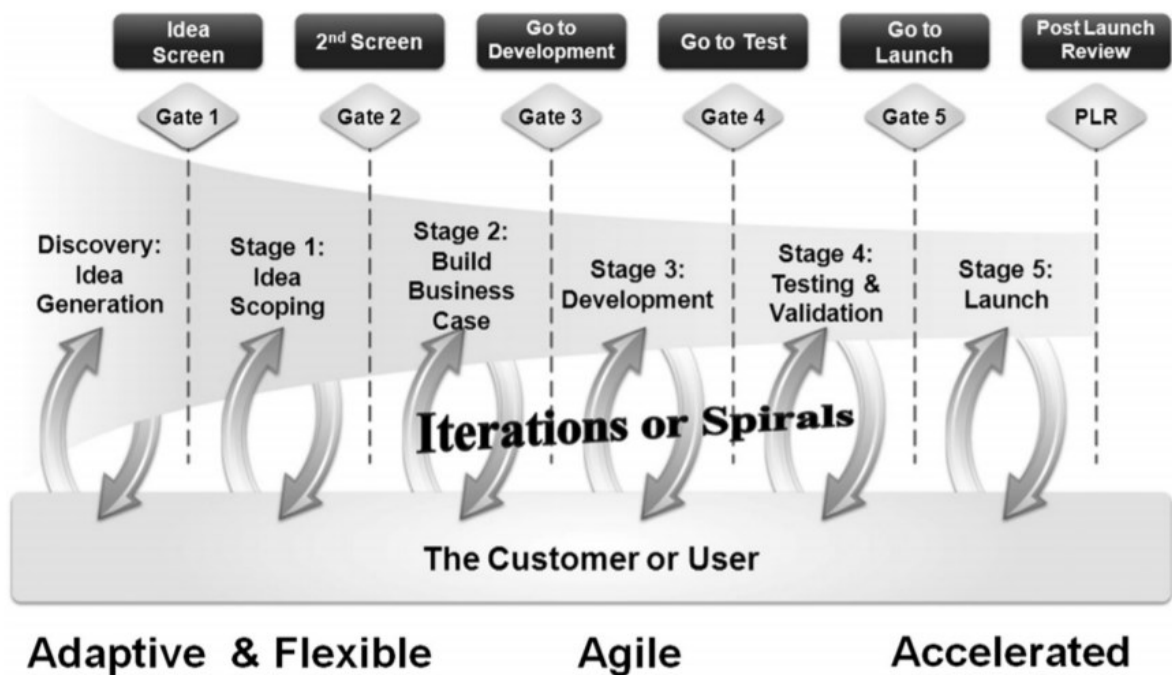 Idea
Screen
2nd Screen
Go to
Development
Go to Test
Go to
Launch
Post Launch
Review
Gate 1
Gate 2
Gate 3
Gate 4
Gate 5
PLR
Discovery:
Idea
Generation
Stage 1:
Idea
Scoping
Stage 2:
Build
Business
Case
Stage 3:
Development
Stage 4:
Testing &
Validation
Stage 5:
Launch
Iterations or Spirals
The Customer or User
Adaptive & Flexible
Agile
Accelerated